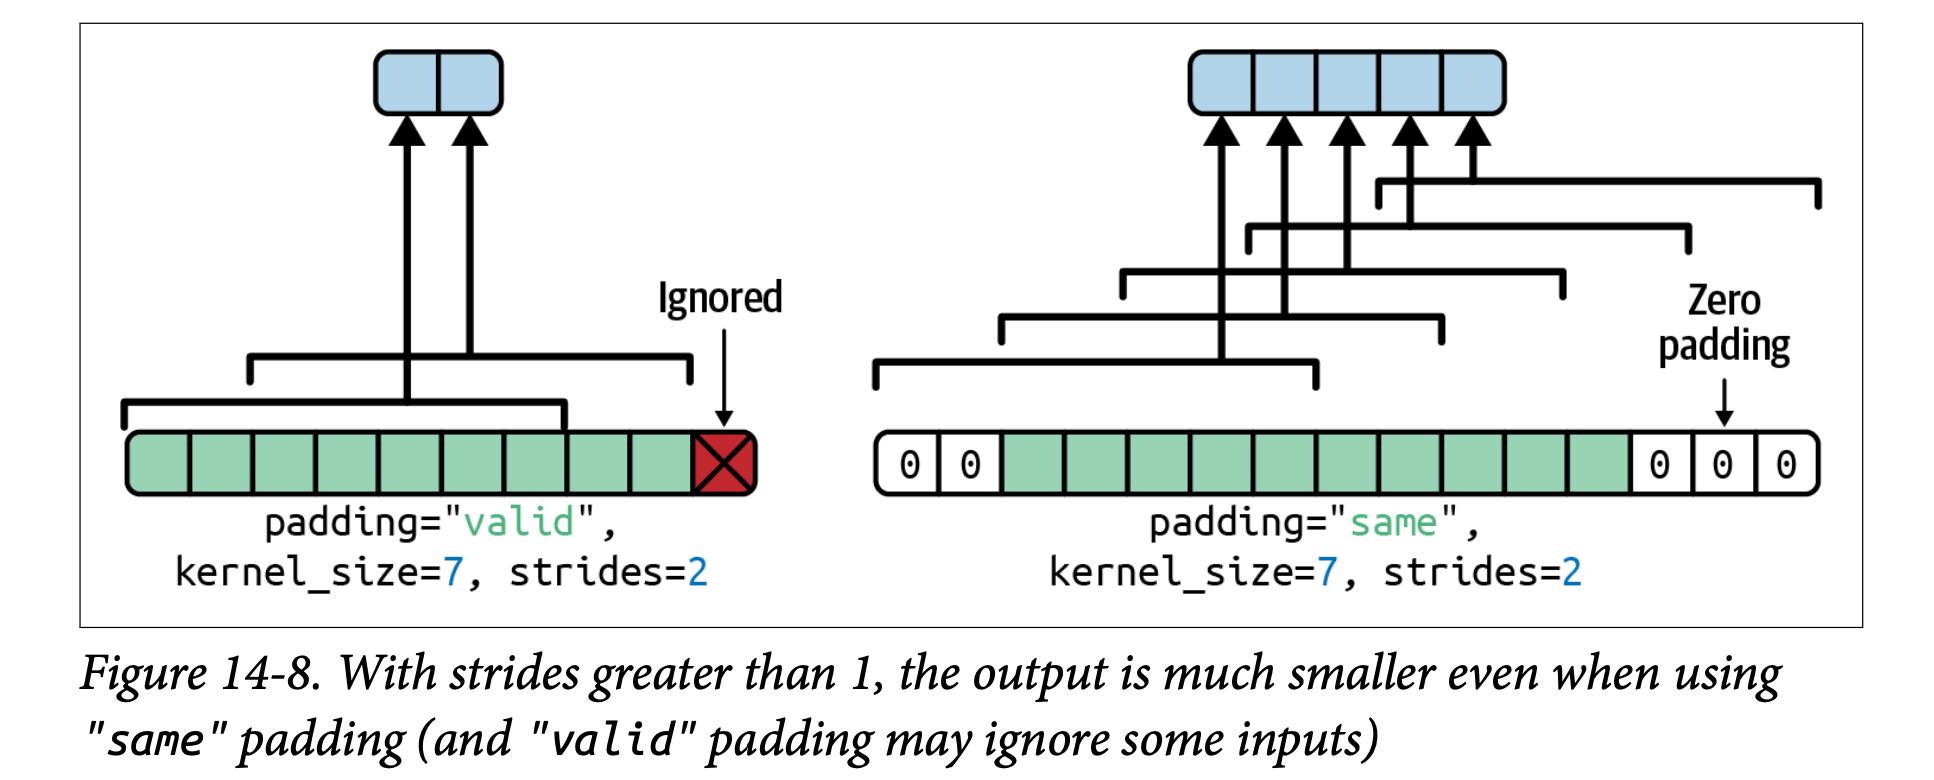 Ignored
Zero
padding
0 0 0 0 0
padding="valid",
kernel_size=7, strides=2
padding="same",
kernel_size=7, strides=2
Figure 14-8. With strides greater than 1, the output is much smaller even when using
"same" padding (and "valid" padding may ignore some inputs)